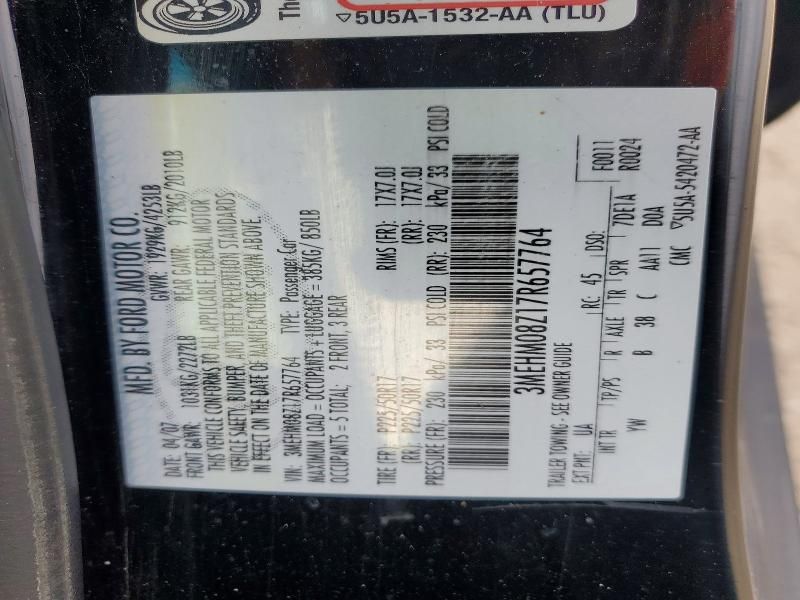 Th
5U5A-1532-AA (TLU)
MFD. BY FORD MOTOR CO.
DATE: 04/07 GVWR: 1929KG/4253LB
FRONT GAWR: 1031KG/2272LB REAR GAWR: 912KG/2010LB
THIS VEHICLE CONFORMS TO ALL APPLICABLE FEDERAL MOTOR
VEHICLE SAFETY, BUMPER, AND THEFT PREVENTION STANDARDS
IN EFFECT ON THE DATE OF MANUFACTURE SHOWN ABOVE.
VIN: 3MEHM08Z17R657764 TYPE: Passenger Car
MAXIMUM LOAD = OCCUPANTS + LUGGAGE = 385KG/ 850LB
OCCUPANTS = 5 TOTAL; 2 FRONT, 3 REAR
TIRE (FR): P225/50R17 RMS (FR): 17X7.0J
(RR): P225/50R17 (RR): 17X7.0J
PRESSURE (FR): 230 kPa/ 33 PSI COLD (RR): 230 kPa/ 33 PSI COLD
3MEHM08Z17R657764
TRAILER TOWING - SEE OWNER GUIDE F0011
EXT PNT: UA RC: 45 DSO: R0024
INT TR TP/PS R AXLE TR SPR 7DE1A
YW B 38 C AA11 D0A
CMC 5U5A-5420472-AA